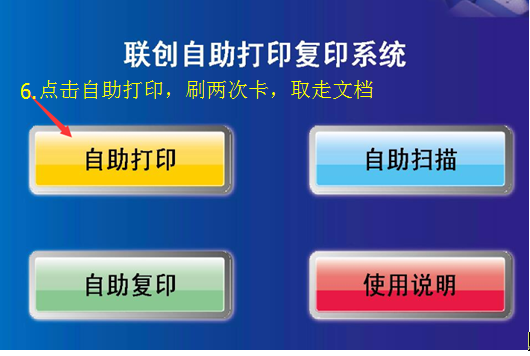 联创自助打印复印系统
6.点击自助打印，刷两次卡，取走文档
自助打印
自助扫描
自助复印
使用说明